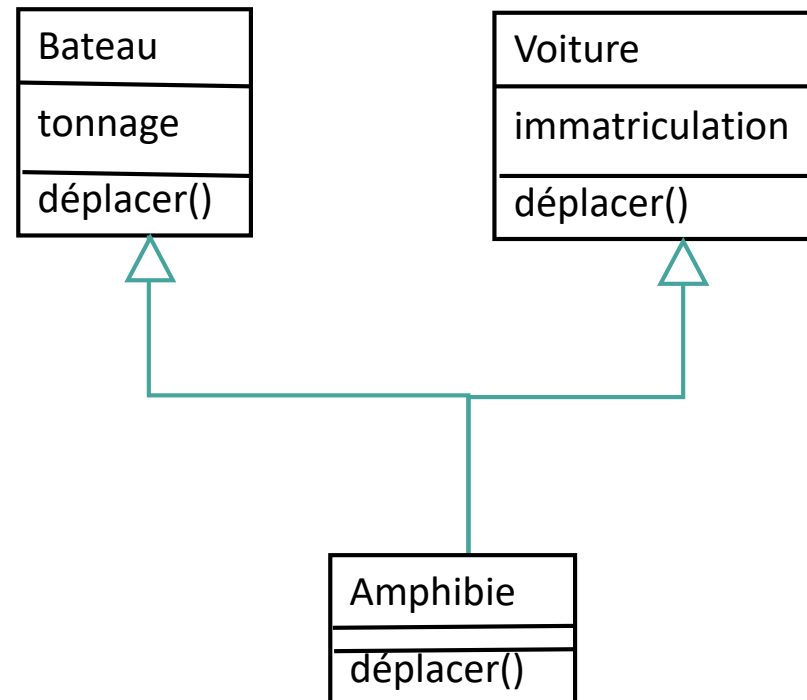 Bateau
tonnage
déplacer()
Voiture
immatriculation
déplacer()
Amphibie
déplacer()